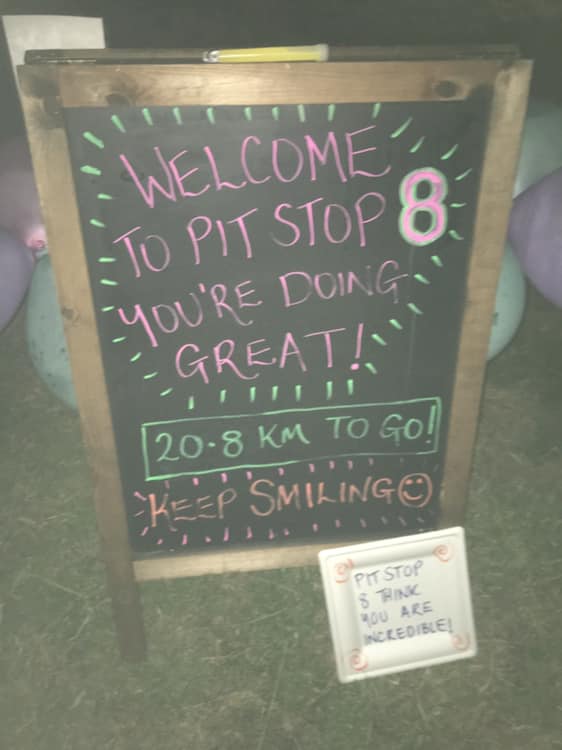 WELCOME
TO PIT STOP 8
YOU'RE DOING
GREAT!
20.8 KM TO GO!
KEEP SMILING
PIT STOP
8 THINK
YOU ARE
INCREDIBLE!